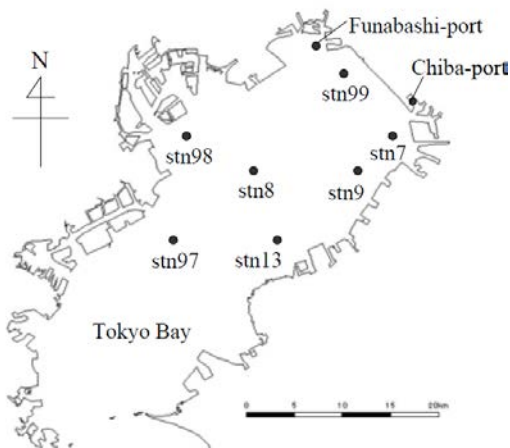 Funabashi-port
N
Chiba-port
stn99
stn98
stn7
stn8
stn9
stn97
stn13
Tokyo Bay
0 5 10 15 20km